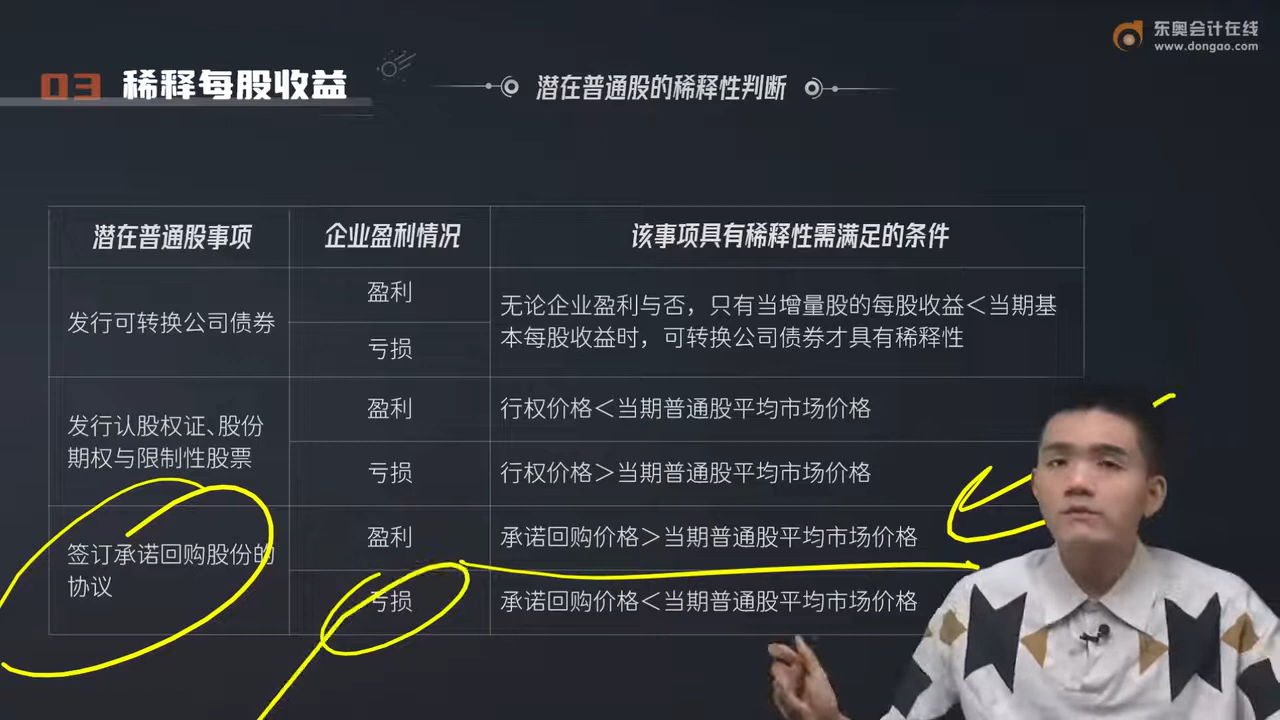 东奥会计在线
www.dongao.com
03 稀释每股收益
潜在普通股的稀释性判断
潜在普通股事项
企业盈利情况
该事项具有稀释性需满足的条件
发行可转换公司债券
盈利
亏损
无论企业盈利与否，只有当增量股的每股收益＜当期基
本每股收益时，可转换公司债券才具有稀释性
发行认股权证、股份
期权与限制性股票
盈利
行权价格＜当期普通股平均市场价格
亏损
行权价格＞当期普通股平均市场价格
签订承诺回购股份的
协议
盈利
承诺回购价格＞当期普通股平均市场价格
亏损
承诺回购价格＜当期普通股平均市场价格